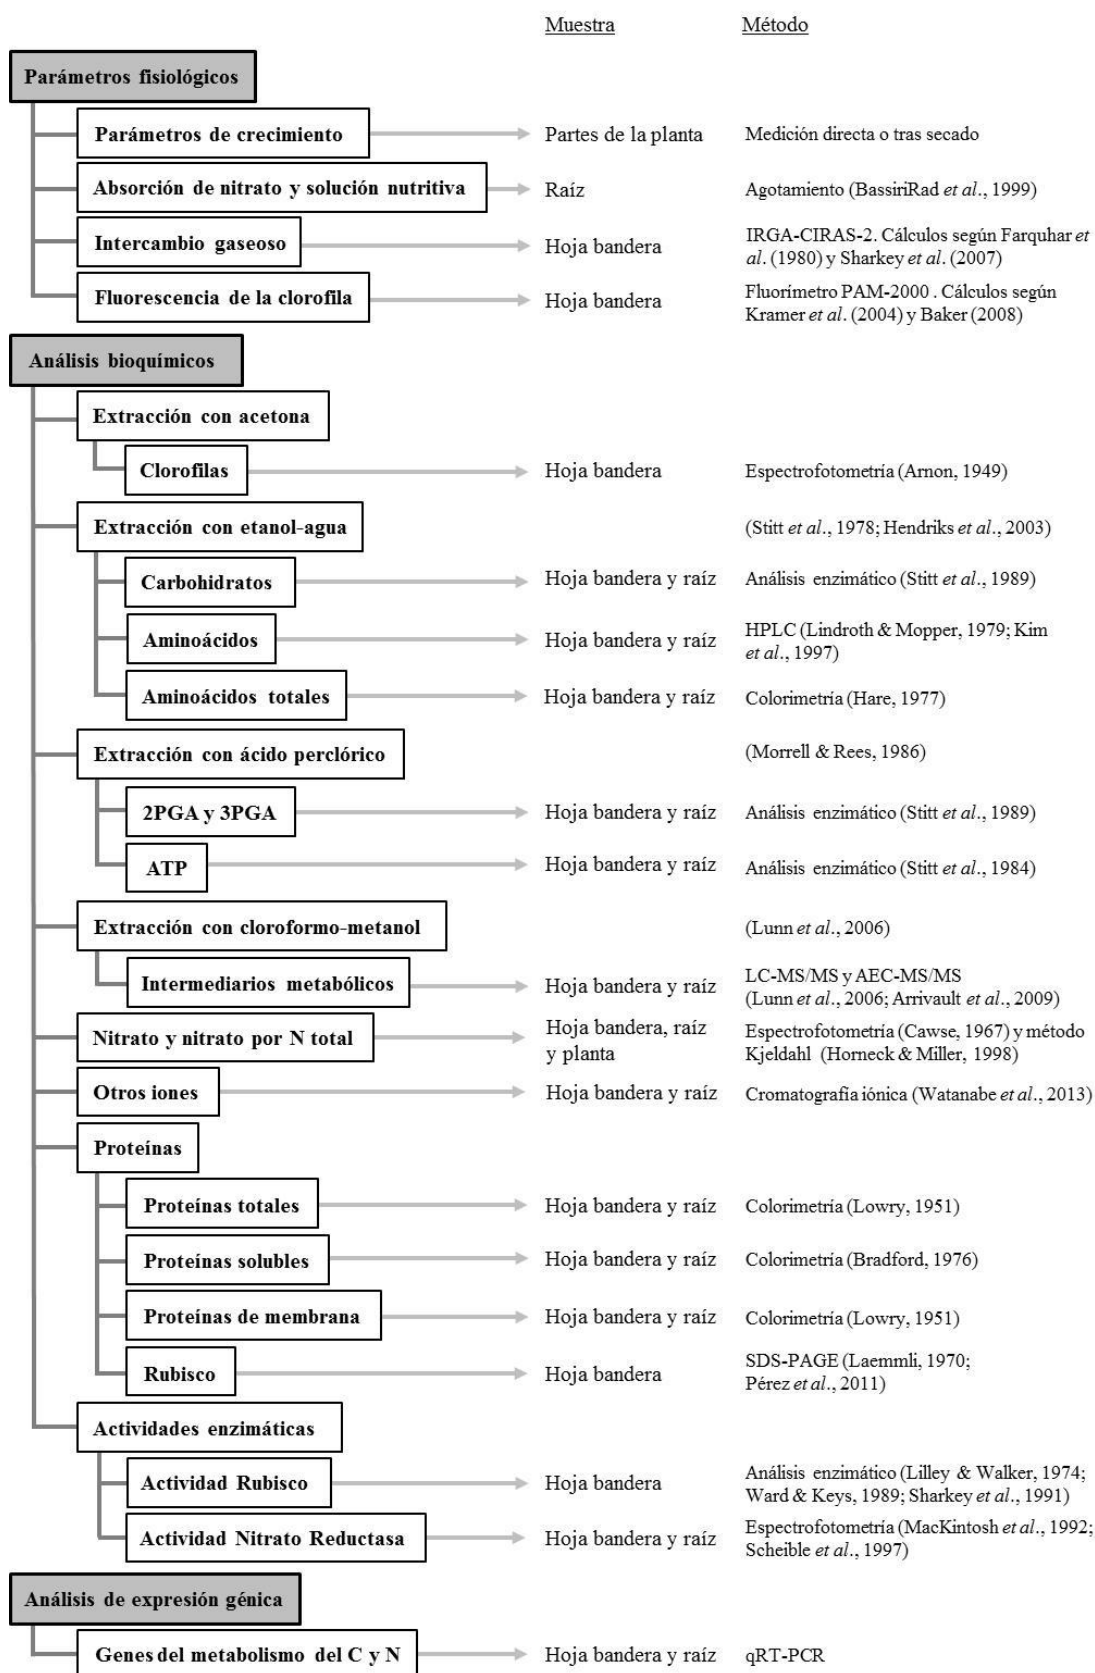 Muestra Método
Parámetros fisiológicos
Parámetros de crecimiento Partes de la planta Medición directa o tras secado
Absorción de nitrato y solución nutritiva Raíz Agotamiento (BassiriRad et al., 1999)
Intercambio gaseoso Hoja bandera IRGA-CIRAS-2. Cálculos según Farquhar et
al. (1980) y Sharkey et al. (2007)
Fluorescencia de la clorofila Hoja bandera Fluorímetro PAM-2000 . Cálculos según
Kramer et al. (2004) y Baker (2008)
Análisis bioquímicos
Extracción con acetona
Clorofilas Hoja bandera Espectrofotometría (Arnon, 1949)
Extracción con etanol-agua (Stitt et al., 1978; Hendriks et al., 2003)
Carbohidratos Hoja bandera y raíz Análisis enzimático (Stitt et al., 1989)
Aminoácidos Hoja bandera y raíz HPLC (Lindroth & Mopper, 1979; Kim
et al., 1997)
Aminoácidos totales Hoja bandera y raíz Colorimetría (Hare, 1977)
Extracción con ácido perclórico (Morrell & Rees, 1986)
2PGA y 3PGA Hoja bandera y raíz Análisis enzimático (Stitt et al., 1989)
ATP Hoja bandera y raíz Análisis enzimático (Stitt et al., 1984)
Extracción con cloroformo-metanol (Lunn et al., 2006)
Intermediarios metabólicos Hoja bandera y raíz LC-MS/MS y AEC-MS/MS
(Lunn et al., 2006; Arrivault et al., 2009)
Nitrato y nitrato por N total Hoja bandera, raíz Espectrofotometría (Cawse, 1967) y método
y planta Kjeldahl (Horneck & Miller, 1998)
Otros iones Hoja bandera y raíz Cromatografía iónica (Watanabe et al., 2013)
Proteínas
Proteínas totales Hoja bandera y raíz Colorimetría (Lowry, 1951)
Proteínas solubles Hoja bandera y raíz Colorimetría (Bradford, 1976)
Proteínas de membrana Hoja bandera y raíz Colorimetría (Lowry, 1951)
Rubisco Hoja bandera SDS-PAGE (Laemmli, 1970;
Pérez et al., 2011)
Actividades enzimáticas
Actividad Rubisco Hoja bandera Análisis enzimático (Lilley & Walker, 1974;
Ward & Keys, 1989; Sharkey et al., 1991)
Actividad Nitrato Reductasa Hoja bandera y raíz Espectrofotometría (MacKintosh et al., 1992;
Scheible et al., 1997)
Análisis de expresión génica
Genes del metabolismo del C y N Hoja bandera y raíz qRT-PCR